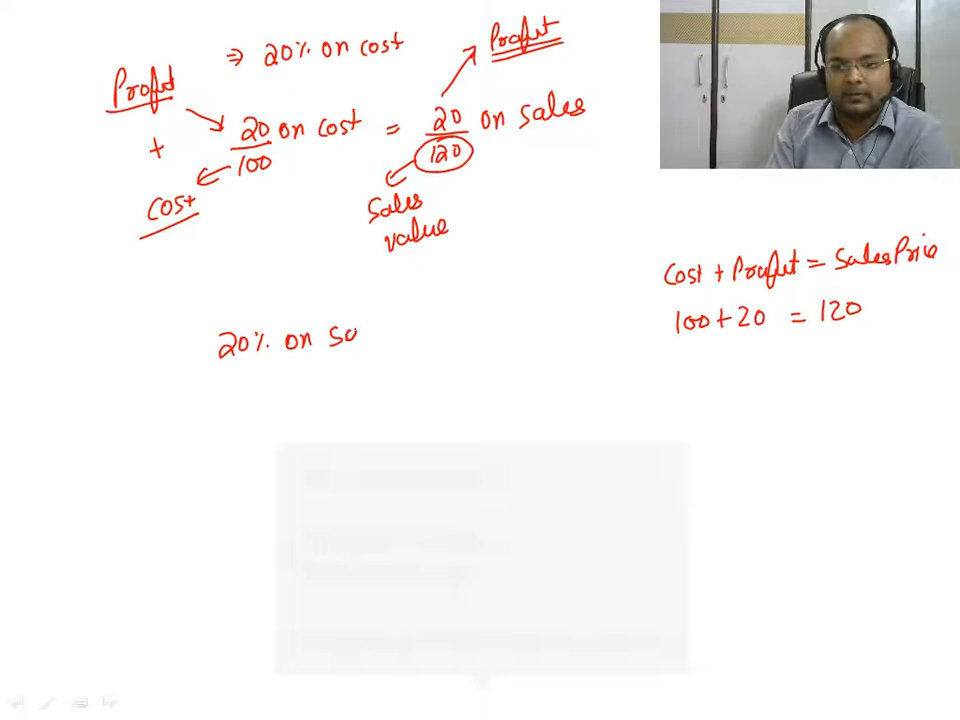 ⇒ 20% on cost
Profit
Profit
20/100 on cost = 20/120 on sales
+
cost
Sales value
Cost + Profit = Sales Price
100 + 20 = 120
20% on sa